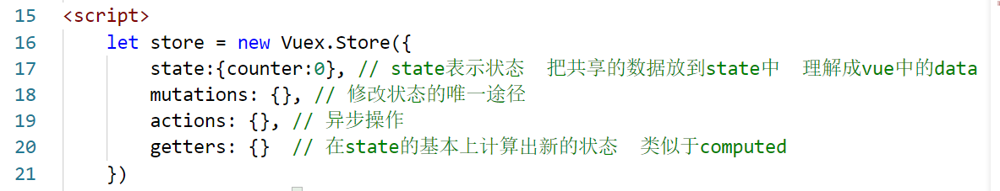 15 <script>
16 let store = new Vuex.Store({
17 state:{counter:0}, // state表示状态 把共享的数据放到state中 理解成vue中的data
18 mutations: {}, // 修改状态的唯一途径
19 actions: {}, // 异步操作
20 getters: {} // 在state的基本上计算出新的状态 类似于computed
21 })